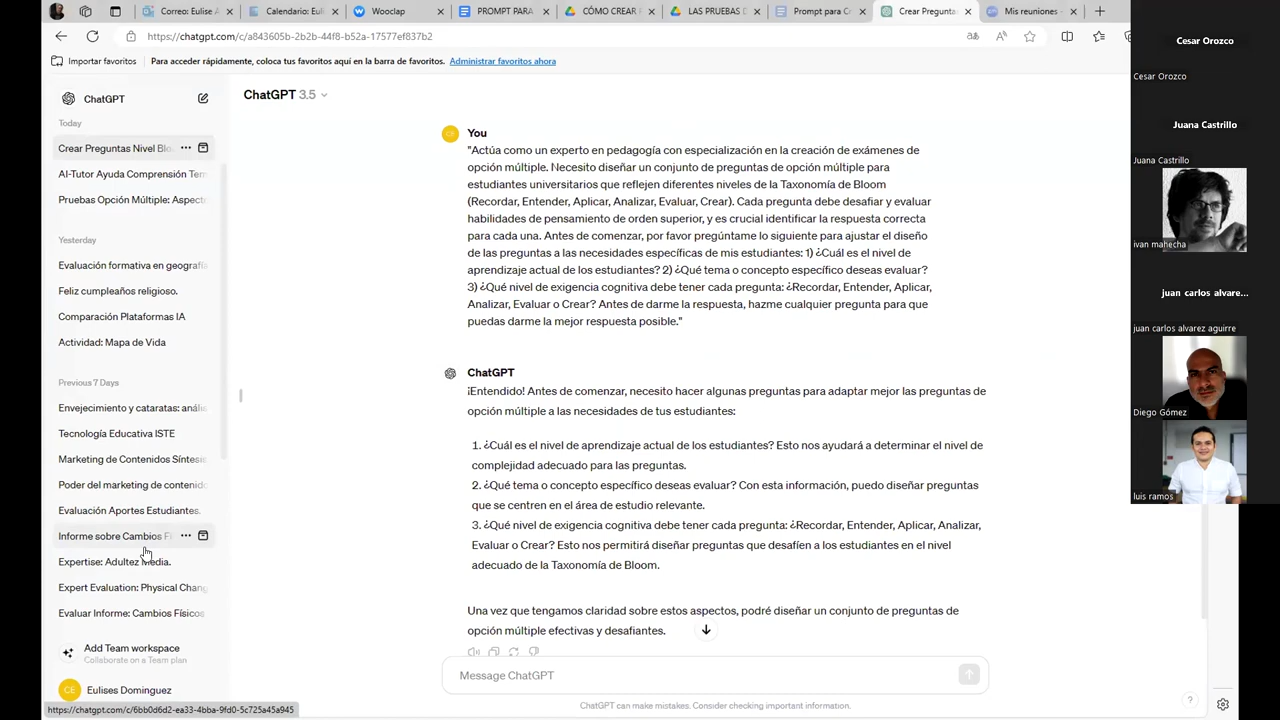 Correo: Eulise A
Calendario: Eul
Wooclap
PROMPT PARA
CÓMO CREAR
LAS PRUEBAS D
Prompt para C
Crear Pregunta
Mis reuniones -
https://chatgpt.com/c/a843605b-2b2b-44f8-b52a-17577ef837b2
Importar favoritos
Para acceder rápidamente, coloca tus favoritos aquí en la barra de favoritos. Administrar favoritos ahora
ChatGPT
Today
Crear Preguntas Nivel Blo
AI-Tutor Ayuda Comprensión Tem
Pruebas Opción Múltiple: Aspect
Yesterday
Evaluación formativa en geografí
Feliz cumpleaños religioso.
Comparación Plataformas IA
Actividad: Mapa de Vida
Previous 7 Days
Envejecimiento y cataratas: anál
Tecnología Educativa ISTE
Marketing de Contenidos Síntesi
Poder del marketing de contenid
Evaluación Aportes Estudiantes.
Informe sobre Cambios F
Expertise: Adultez Media.
Expert Evaluation: Physical Chang
Evaluar Informe: Cambios Físicos
Add Team workspace
Collaborate on a Team plan
CE
Eulises Dominguez
https://chatgpt.com/c/6bb0d6d2-ea33-4bba-9fd0-5c725a45a945
ChatGPT 3.5
You
"Actúa como un experto en pedagogía con especialización en la creación de exámenes de
opción múltiple. Necesito diseñar un conjunto de preguntas de opción múltiple para
estudiantes universitarios que reflejen diferentes niveles de la Taxonomía de Bloom
(Recordar, Entender, Aplicar, Analizar, Evaluar, Crear). Cada pregunta debe desafiar y evaluar
habilidades de pensamiento de orden superior, y es crucial identificar la respuesta correcta
para cada una. Antes de comenzar, por favor pregúntame lo siguiente para ajustar el diseño
de las preguntas a las necesidades específicas de mis estudiantes: 1) ¿Cuál es el nivel de
aprendizaje actual de los estudiantes? 2) ¿Qué tema o concepto específico deseas evaluar?
3) ¿Qué nivel de exigencia cognitiva debe tener cada pregunta: ¿Recordar, Entender, Aplicar,
Analizar, Evaluar o Crear? Antes de darme la respuesta, hazme cualquier pregunta para que
puedas darme la mejor respuesta posible."
ChatGPT
¡Entendido! Antes de comenzar, necesito hacer algunas preguntas para adaptar mejor las preguntas de
opción múltiple a las necesidades de tus estudiantes:
1. ¿Cuál es el nivel de aprendizaje actual de los estudiantes? Esto nos ayudará a determinar el nivel de
complejidad adecuado para las preguntas.
2. ¿Qué tema o concepto específico deseas evaluar? Con esta información, puedo diseñar preguntas
que se centren en el área de estudio relevante.
3. ¿Qué nivel de exigencia cognitiva debe tener cada pregunta: ¿Recordar, Entender, Aplicar, Analizar,
Evaluar o Crear? Esto nos permitirá diseñar preguntas que desafíen a los estudiantes en el nivel
adecuado de la Taxonomía de Bloom.
Una vez que tengamos claridad sobre estos aspectos, podré diseñar un conjunto de preguntas de
opción múltiple efectivas y desafiantes.
Message ChatGPT
ChatGPT can make mistakes. Consider checking important information.
?
Cesar Orozco
Cesar Orozco
Juana Castrillo
Juana Castrillo
ivan mahecha
juan carlos alvare...
juan carlos alvarez aguirre
Diego Gómez
luis ramos